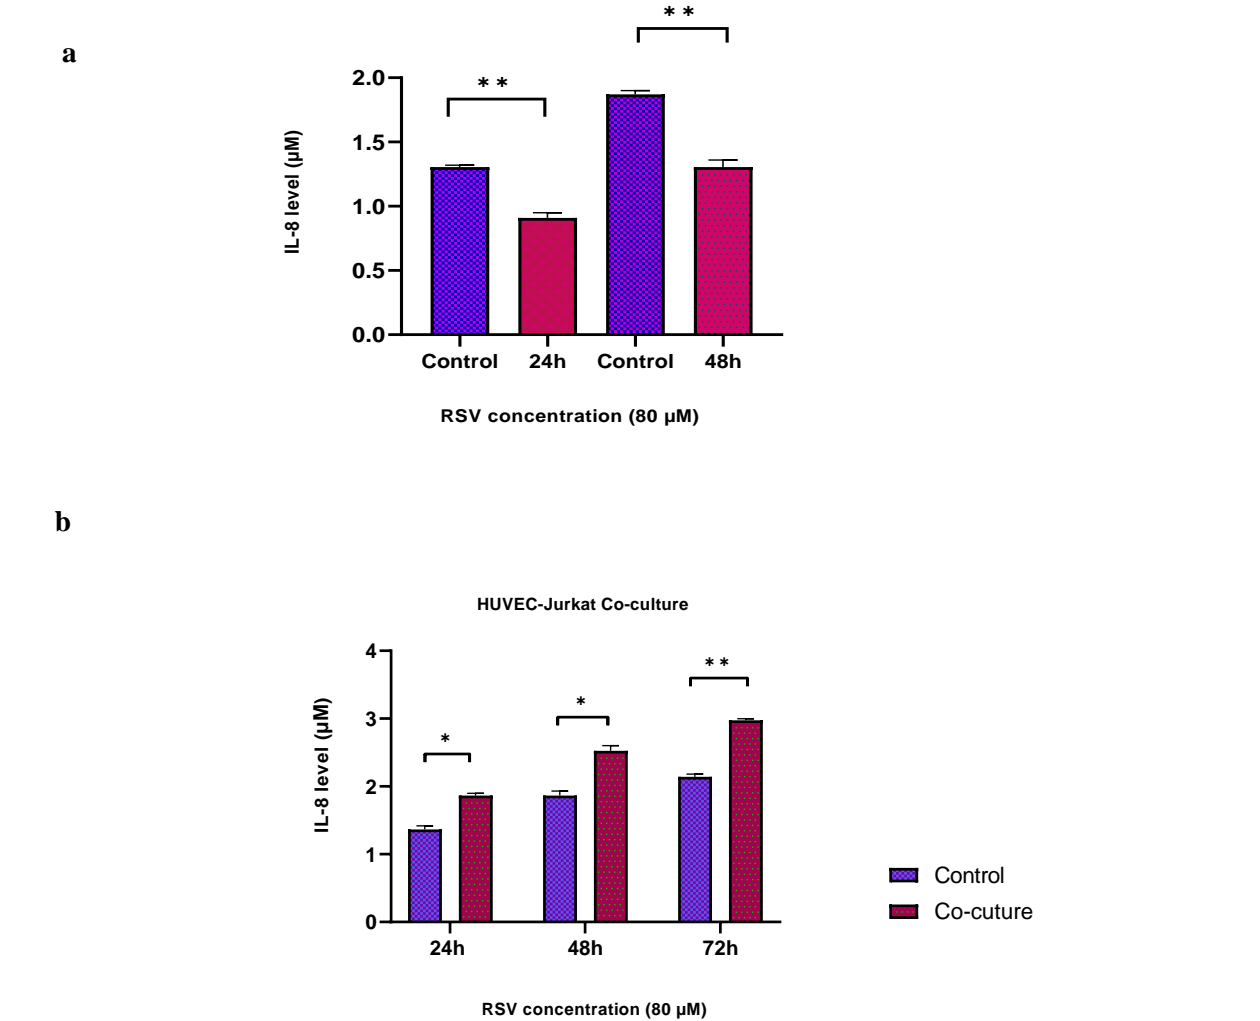 a
**
**
2.0
1.5
1.0
0.5
0.0
IL-8 level (µM)
Control 24h Control 48h
RSV concentration (80 µM)
b
HUVEC-Jurkat Co-culture
4
3
2
1
0
IL-8 level (µM)
*
*
**
24h 48h 72h
RSV concentration (80 µM)
Control
Co-cuture